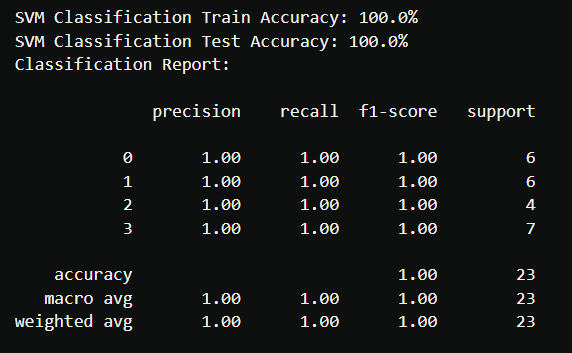 SVM Classification Train Accuracy: 100.0%
SVM Classification Test Accuracy: 100.0%
Classification Report:
precision recall f1-score support
0 1.00 1.00 1.00 6
1 1.00 1.00 1.00 6
2 1.00 1.00 1.00 4
3 1.00 1.00 1.00 7
accuracy 1.00 23
macro avg 1.00 1.00 1.00 23
weighted avg 1.00 1.00 1.00 23